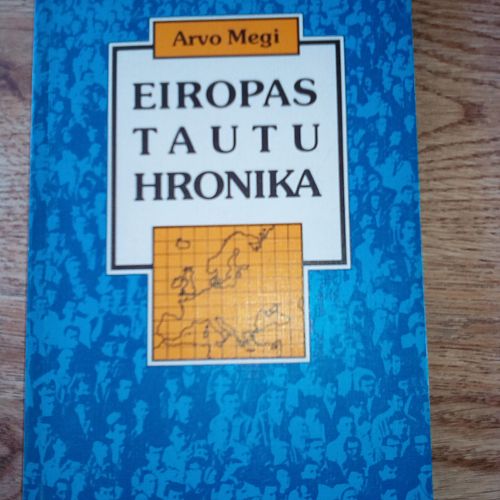 Arvo Megi
EIROPAS
TAUTU
HRONIKA